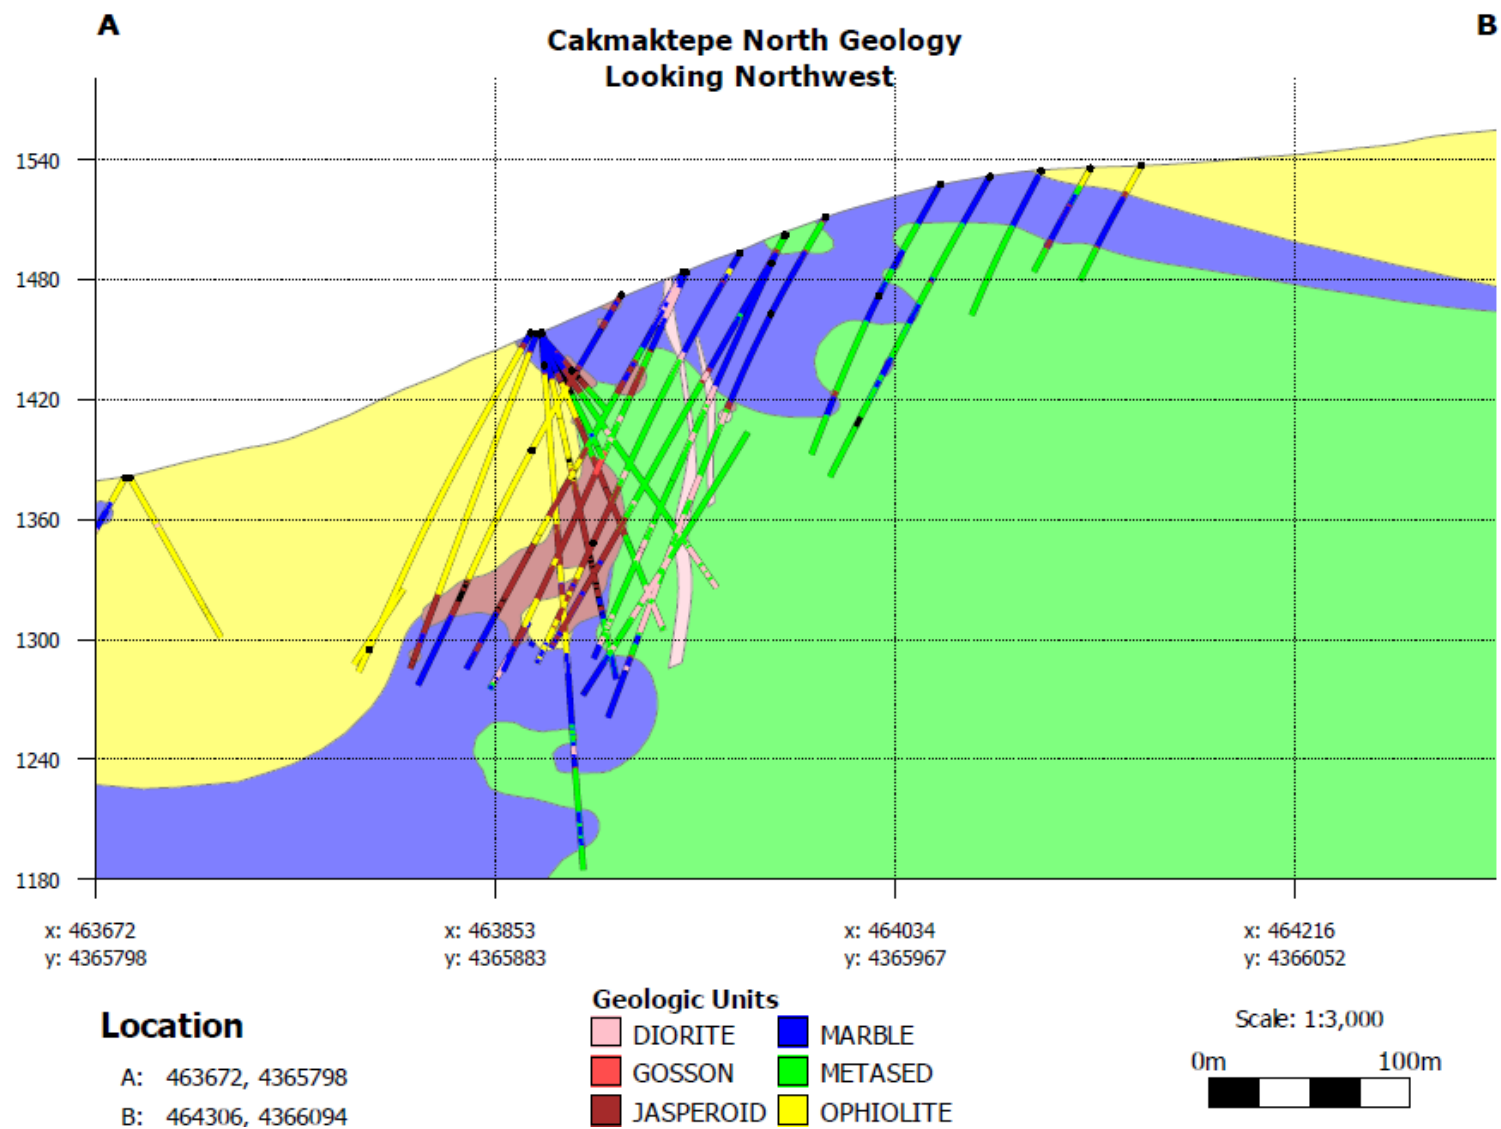 A
B
Cakmaktepe North Geology
Looking Northwest
1540
1480
1420
1360
1300
1240
1180
x: 463672
y: 4365798
x: 463853
y: 4365883
x: 464034
y: 4365967
x: 464216
y: 4366052
Location
A: 463672, 4365798
B: 464306, 4366094
Geologic Units
DIORITE
MARBLE
GOSSON
METASED
JASPEROID
OPHIOLITE
Scale: 1:3,000
0m 100m